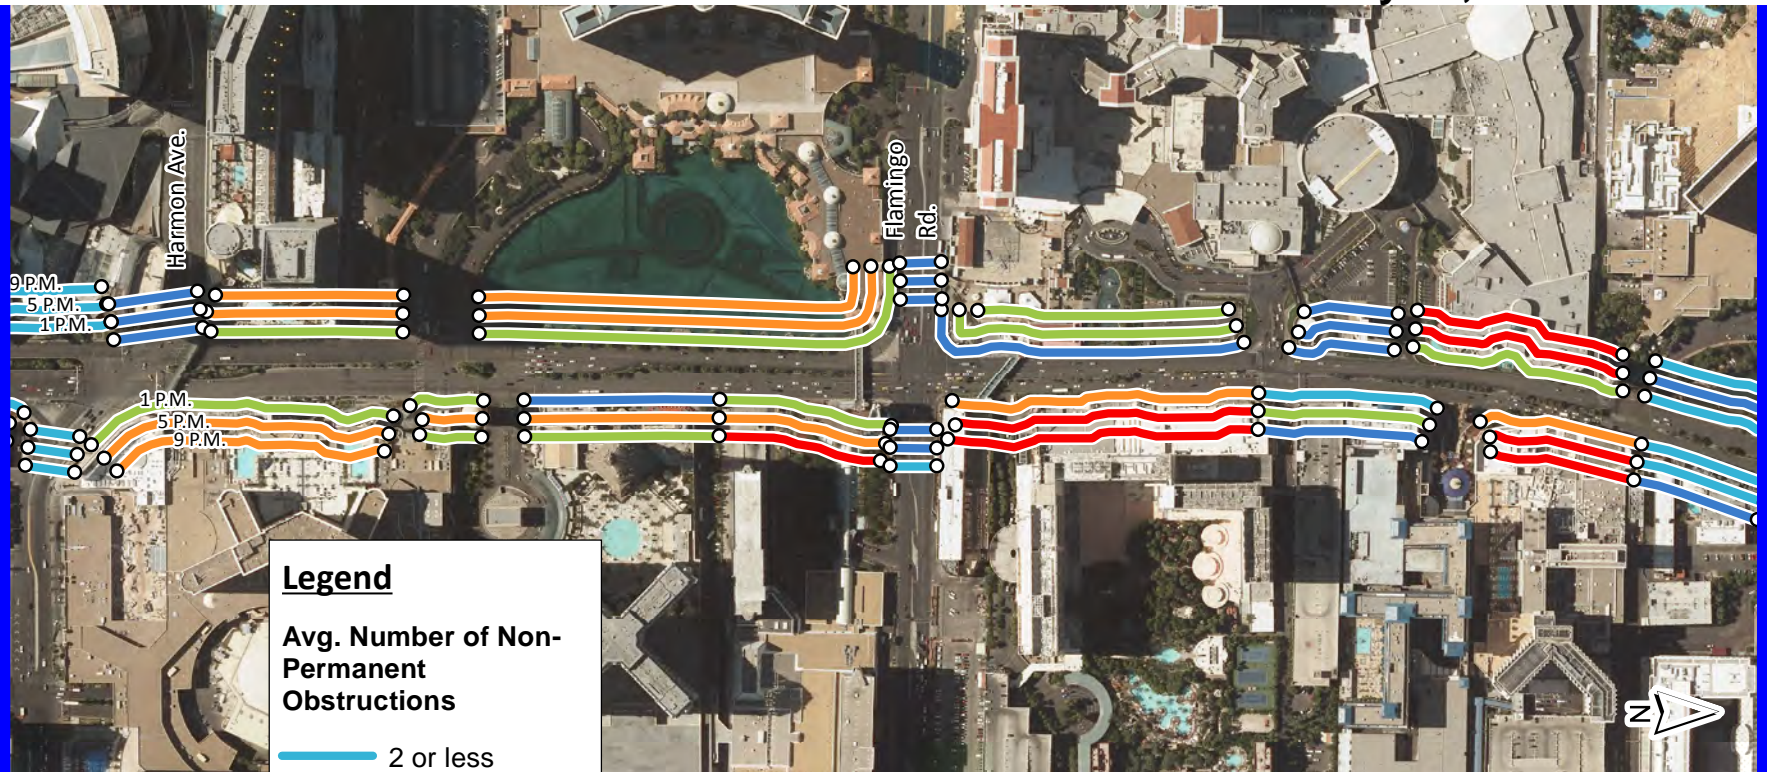 Harmon Ave.
Flamingo
Rd.
9 P.M.
5 P.M.
1 P.M.
1 P.M.
5 P.M.
9 P.M.
Legend
Avg. Number of Non-
Permanent
Obstructions
2 or less
N